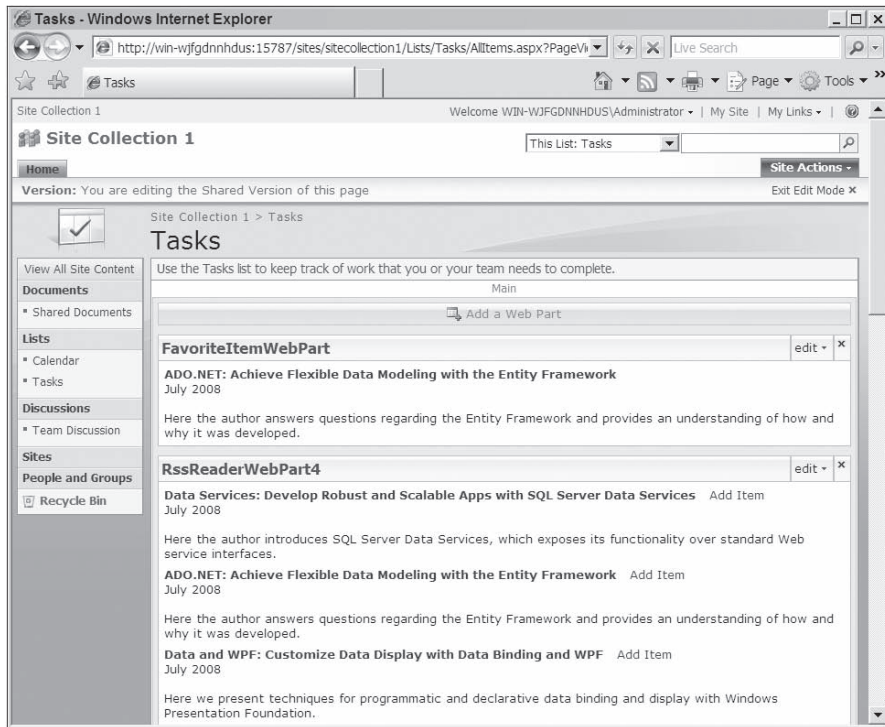 Tasks - Windows Internet Explorer
http://win-wjfgdnnhdus:15787/sites/sitecollection1/Lists/Tasks/AllItems.aspx?PageVi
Live Search
Tasks
Page
Tools
Site Collection 1
Welcome WIN-WJFGDNNHDUS\Administrator | My Site | My Links |
Site Collection 1
This List: Tasks
Home
Site Actions
Version: You are editing the Shared Version of this page
Exit Edit Mode ×
Site Collection 1 > Tasks
Tasks
View All Site Content
Documents
Shared Documents
Lists
Calendar
Tasks
Discussions
Team Discussion
Sites
People and Groups
Recycle Bin
Use the Tasks list to keep track of work that you or your team needs to complete.
Main
Add a Web Part
FavoriteItemWebPart
edit
ADO.NET: Achieve Flexible Data Modeling with the Entity Framework
July 2008
Here the author answers questions regarding the Entity Framework and provides an understanding of how and
why it was developed.
RssReaderWebPart4
edit
Data Services: Develop Robust and Scalable Apps with SQL Server Data Services Add Item
July 2008
Here the author introduces SQL Server Data Services, which exposes its functionality over standard Web
service interfaces.
ADO.NET: Achieve Flexible Data Modeling with the Entity Framework Add Item
July 2008
Here the author answers questions regarding the Entity Framework and provides an understanding of how and
why it was developed.
Data and WPF: Customize Data Display with Data Binding and WPF Add Item
July 2008
Here we present techniques for programmatic and declarative data binding and display with Windows
Presentation Foundation.